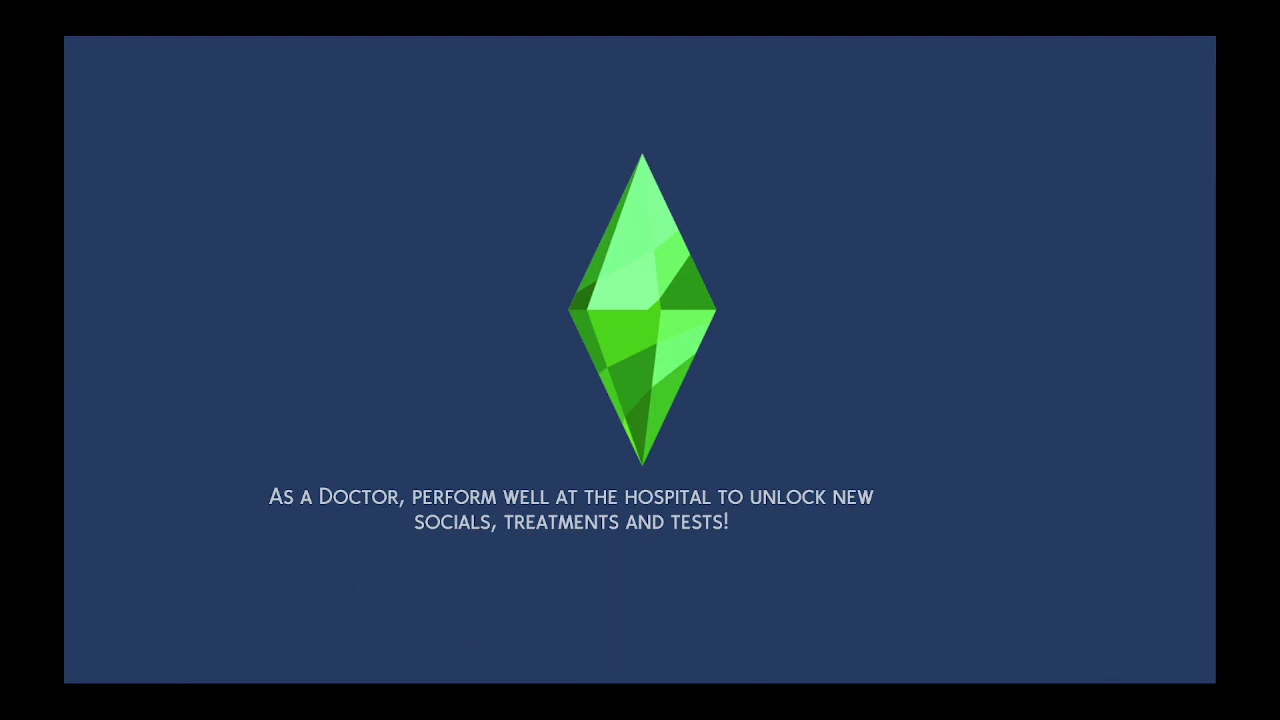 As a Doctor, perform well at the hospital to unlock new
socials, treatments and tests!